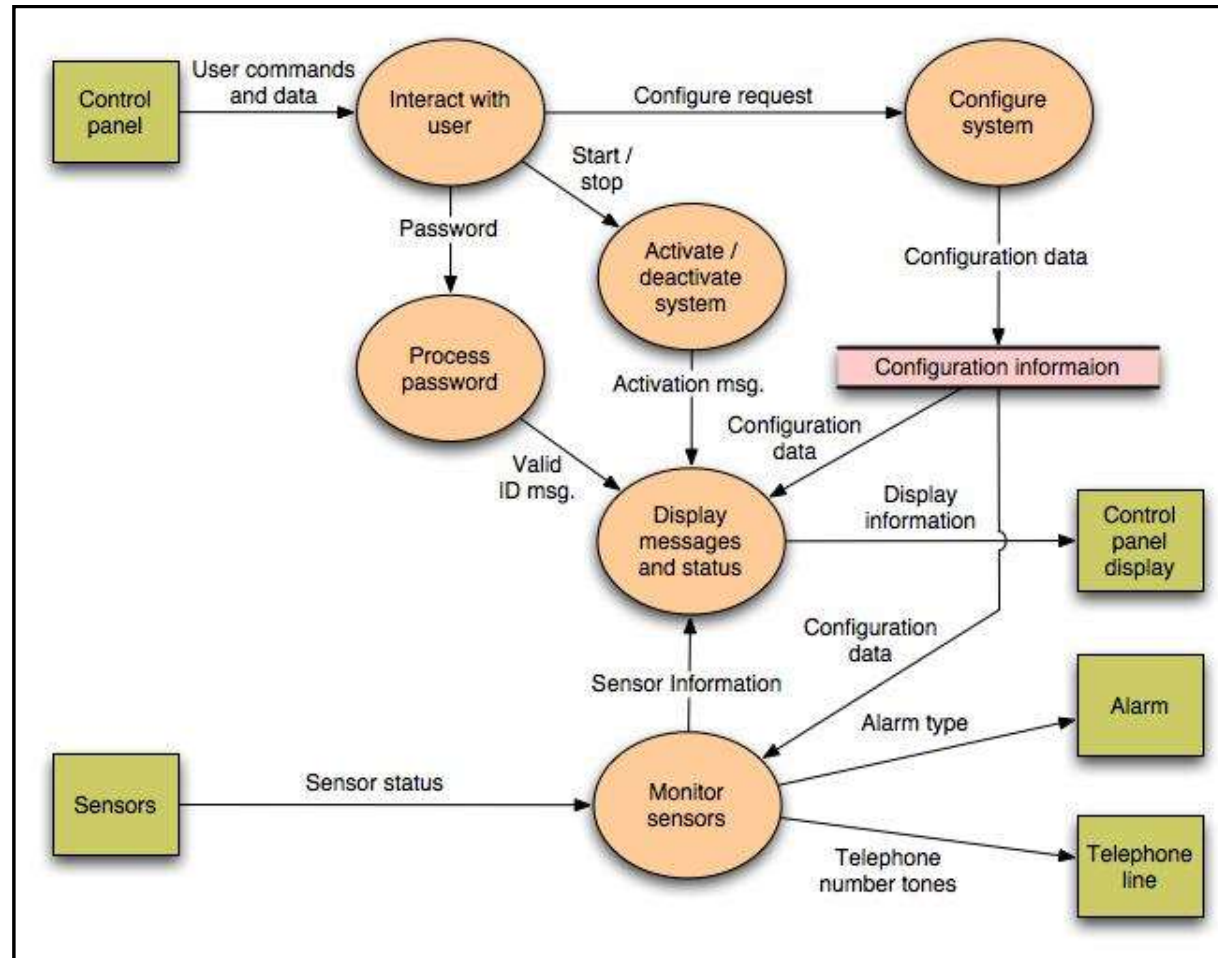 User commands
and data
Control
panel
Interact with
user
Configure request
Configure
system
Start /
stop
Password
Activate /
deactivate
system
Configuration data
Process
password
Activation msg.
Configuration informaion
Configuration
data
Valid
ID msg.
Display
messages
and status
Display
information
Control
panel
display
Configuration
data
Sensor Information
Alarm type
Alarm
Sensors
Sensor status
Monitor
sensors
Telephone
number tones
Telephone
line